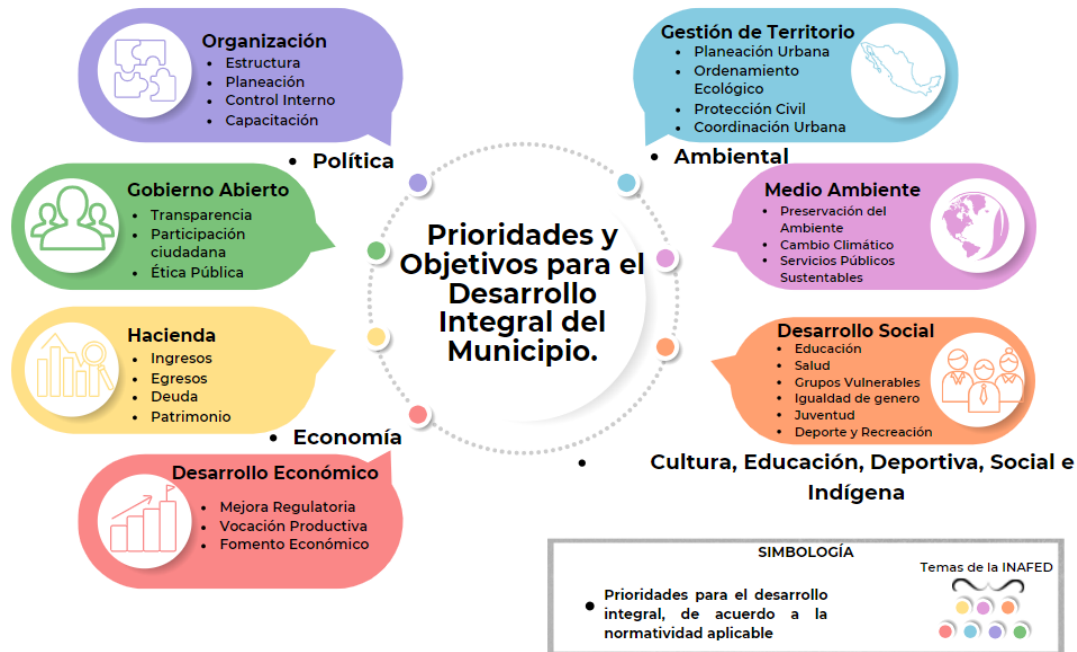 Organización
• Estructura
• Planeación
• Control Interno
• Capacitación
• Política
Gobierno Abierto
• Transparencia
• Participación
ciudadana
• Ética Pública
Hacienda
• Ingresos
• Egresos
• Deuda
• Patrimonio
• Economía
Desarrollo Económico
• Mejora Regulatoria
• Vocación Productiva
• Fomento Económico
Prioridades y
Objetivos para el
Desarrollo
Integral del
Municipio.
Gestión de Territorio
• Planeación Urbana
• Ordenamiento
Ecológico
• Protección Civil
• Coordinación Urbana
• Ambiental
Medio Ambiente
• Preservación del
Ambiente
• Cambio Climático
• Servicios Públicos
Sustentables
Desarrollo Social
• Educación
• Salud
• Grupos Vulnerables
• Igualdad de genero
• Juventud
• Deporte y Recreación
• Cultura, Educación, Deportiva, Social e
Indígena
SIMBOLOGÍA
• Prioridades para el desarrollo
integral, de acuerdo a la
normatividad aplicable
Temas de la INAFED